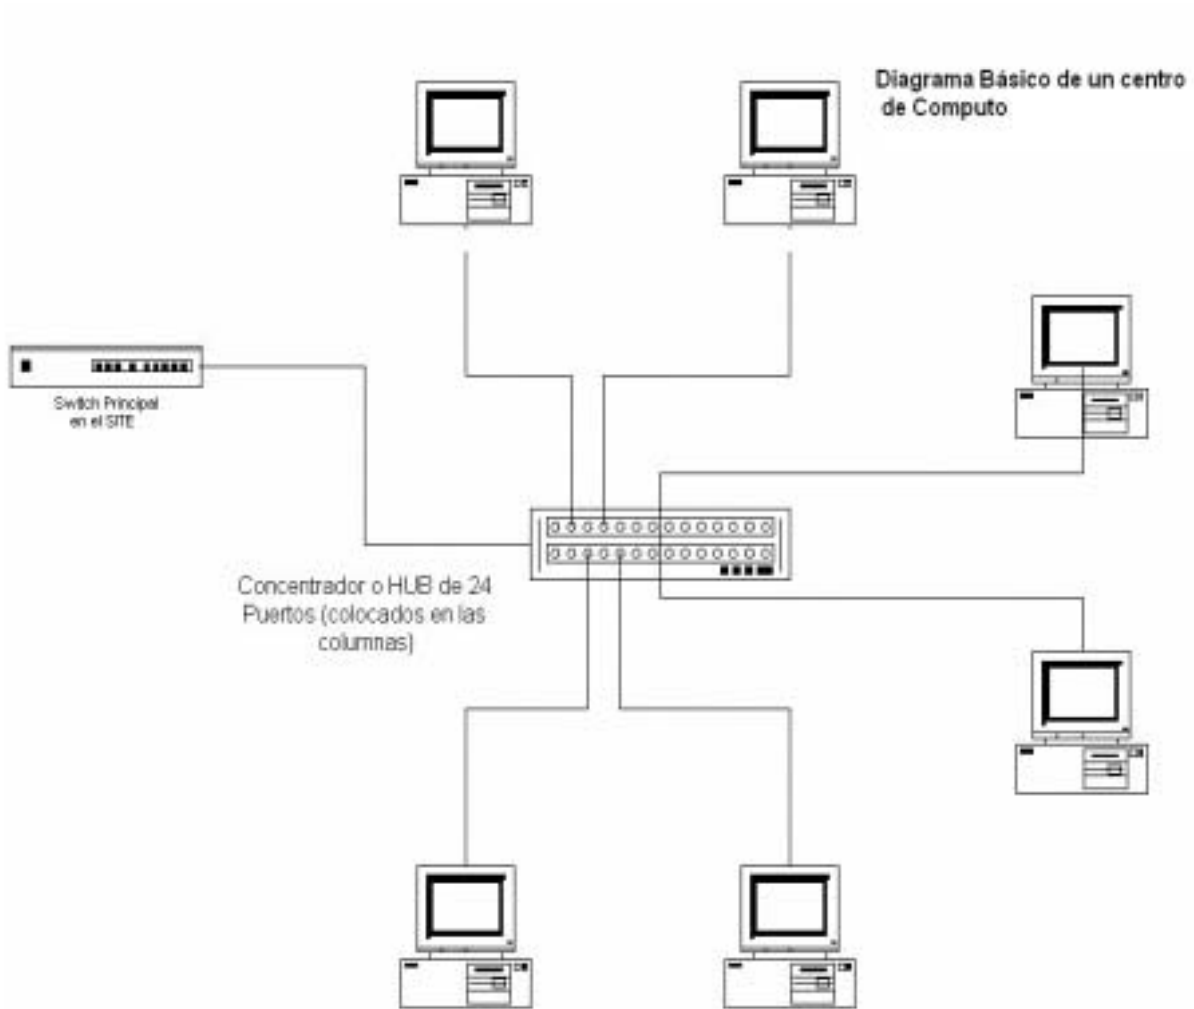 Diagrama Básico de un centro
de Computo
Switch Principal
en el SITE
Concentrador o HUB de 24
Puertos (colocados en las
columnas)